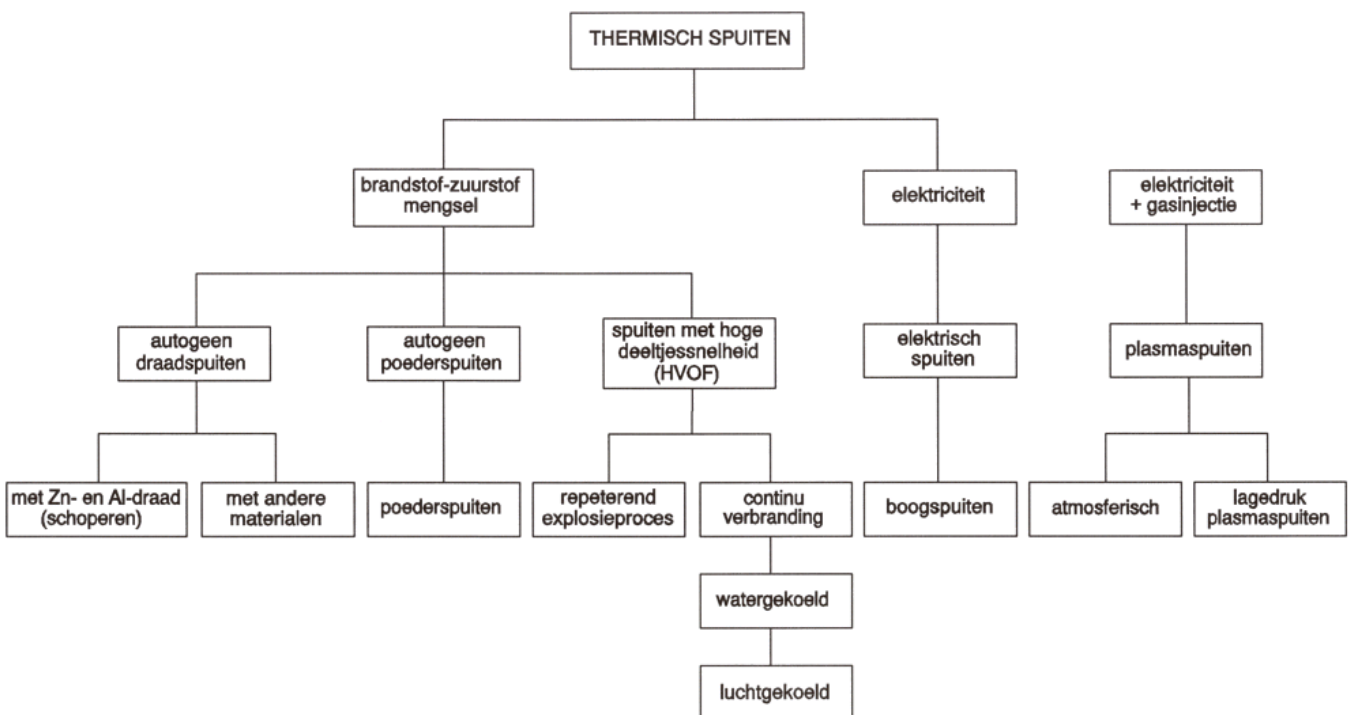 THERMISCH SPUITEN
brandstof-zuurstof
mengsel
elektriciteit
elektriciteit
+ gasinjectie
autogeen
draadspuiten
autogeen
poederspuiten
spuiten met hoge
deeltjessnelheid
(HVOF)
elektrisch
spuiten
plasmaspuiten
met Zn- en Al-draad
(schoperen)
met andere
materialen
poederspuiten
repeterend
explosieproces
continu
verbranding
boogspuiten
atmosferisch
lagedruk
plasmaspuiten
watergekoeld
luchtgekoeld